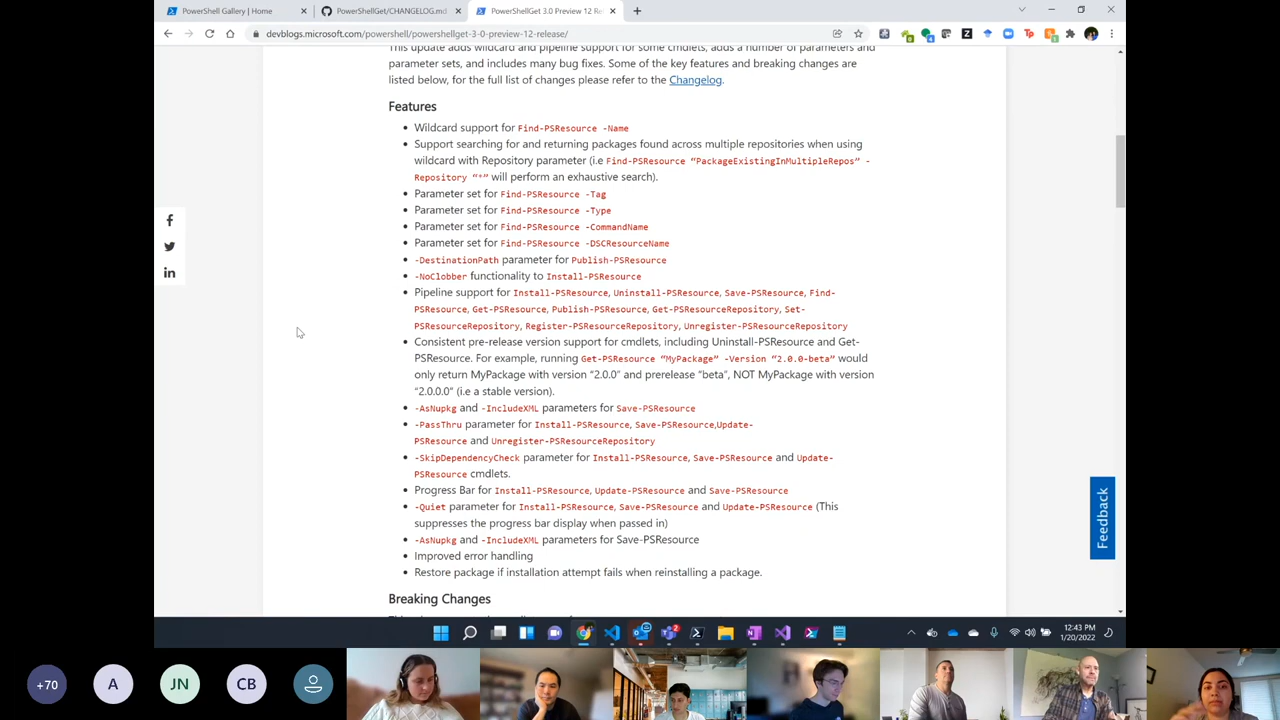 PowerShell Gallery | Home
PowerShellGet/CHANGELOG.md
PowerShellGet 3.0 Preview 12 Re
devblogs.microsoft.com/powershell/powershellget-3-0-preview-12-release/
This update adds wildcard and pipeline support for some cmdlets, adds a number of parameters and
parameter sets, and includes many bug fixes. Some of the key features and breaking changes are
listed below, for the full list of changes please refer to the Changelog.
Features
• Wildcard support for Find-PSResource -Name
• Support searching for and returning packages found across multiple repositories when using
wildcard with Repository parameter (i.e Find-PSResource “PackageExistingInMultipleRepos” -
Repository “*” will perform an exhaustive search).
• Parameter set for Find-PSResource -Tag
• Parameter set for Find-PSResource -Type
• Parameter set for Find-PSResource -CommandName
• Parameter set for Find-PSResource -DSCResourceName
• -DestinationPath parameter for Publish-PSResource
• -NoClobber functionality to Install-PSResource
• Pipeline support for Install-PSResource, Uninstall-PSResource, Save-PSResource, Find-
PSResource, Get-PSResource, Publish-PSResource, Get-PSResourceRepository, Set-
PSResourceRepository, Register-PSResourceRepository, Unregister-PSResourceRepository
• Consistent pre-release version support for cmdlets, including Uninstall-PSResource and Get-
PSResource. For example, running Get-PSResource “MyPackage” -Version “2.0.0-beta” would
only return MyPackage with version “2.0.0” and prerelease “beta”, NOT MyPackage with version
“2.0.0.0” (i.e a stable version).
• -AsNupkg and -IncludeXML parameters for Save-PSResource
• -PassThru parameter for Install-PSResource, Save-PSResource,Update-
PSResource and Unregister-PSResourceRepository
• -SkipDependencyCheck parameter for Install-PSResource, Save-PSResource and Update-
PSResource cmdlets.
• Progress Bar for Install-PSResource, Update-PSResource and Save-PSResource
• -Quiet parameter for Install-PSResource, Save-PSResource and Update-PSResource (This
suppresses the progress bar display when passed in)
• -AsNupkg and -IncludeXML parameters for Save-PSResource
• Improved error handling
• Restore package if installation attempt fails when reinstalling a package.
Breaking Changes
Feedback
12:43 PM
1/20/2022
+70
A
JN
CB